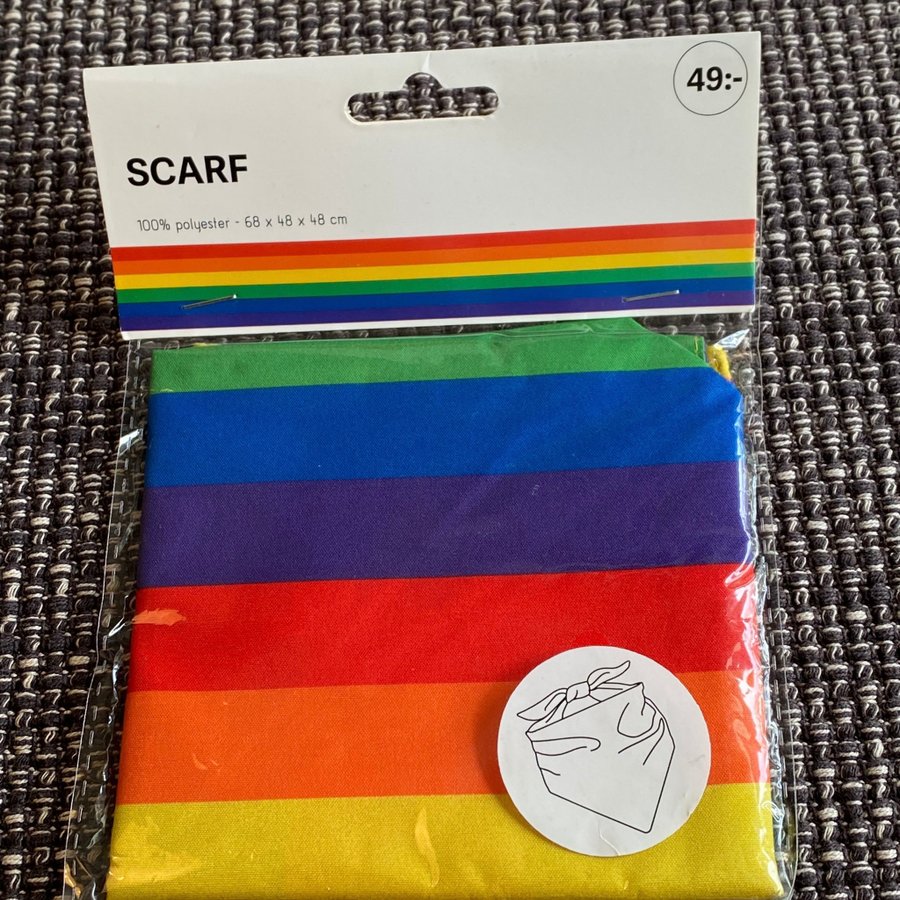 49:-
SCARF
100% polyester - 68 x 48 x 48 cm